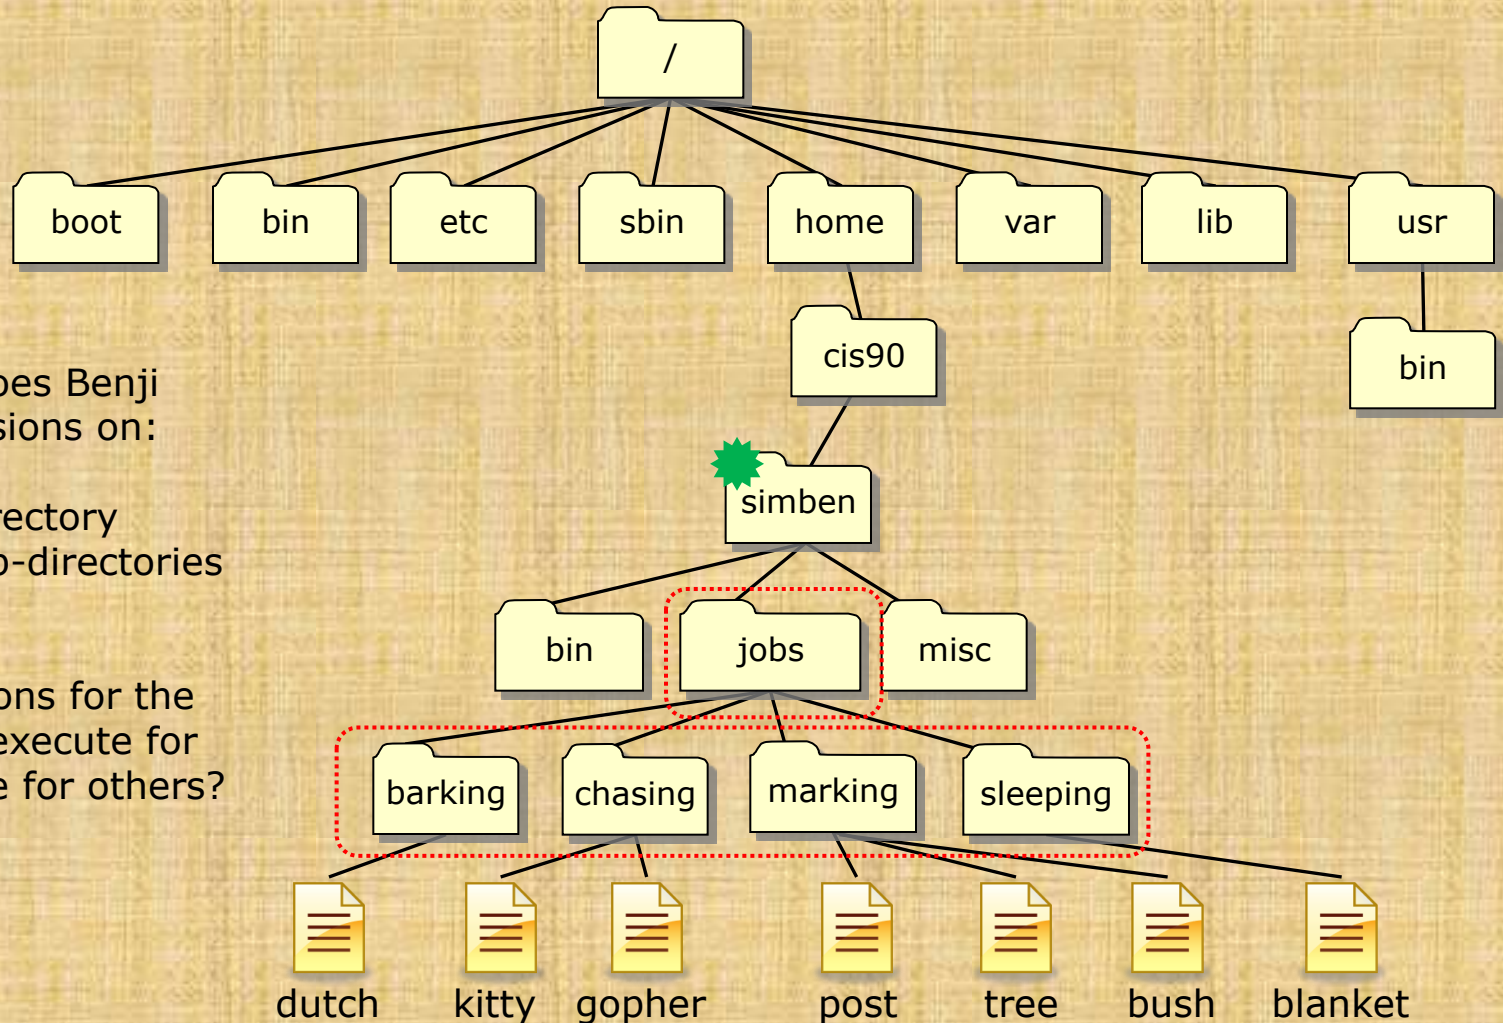 /
boot bin etc sbin home var lib usr
cis90 bin
oes Benji
sions on:
simben
rectory
b-directories
bin jobs misc
ons for the
execute for
e for others?
barking chasing marking sleeping
dutch kitty gopher post tree bush blanket